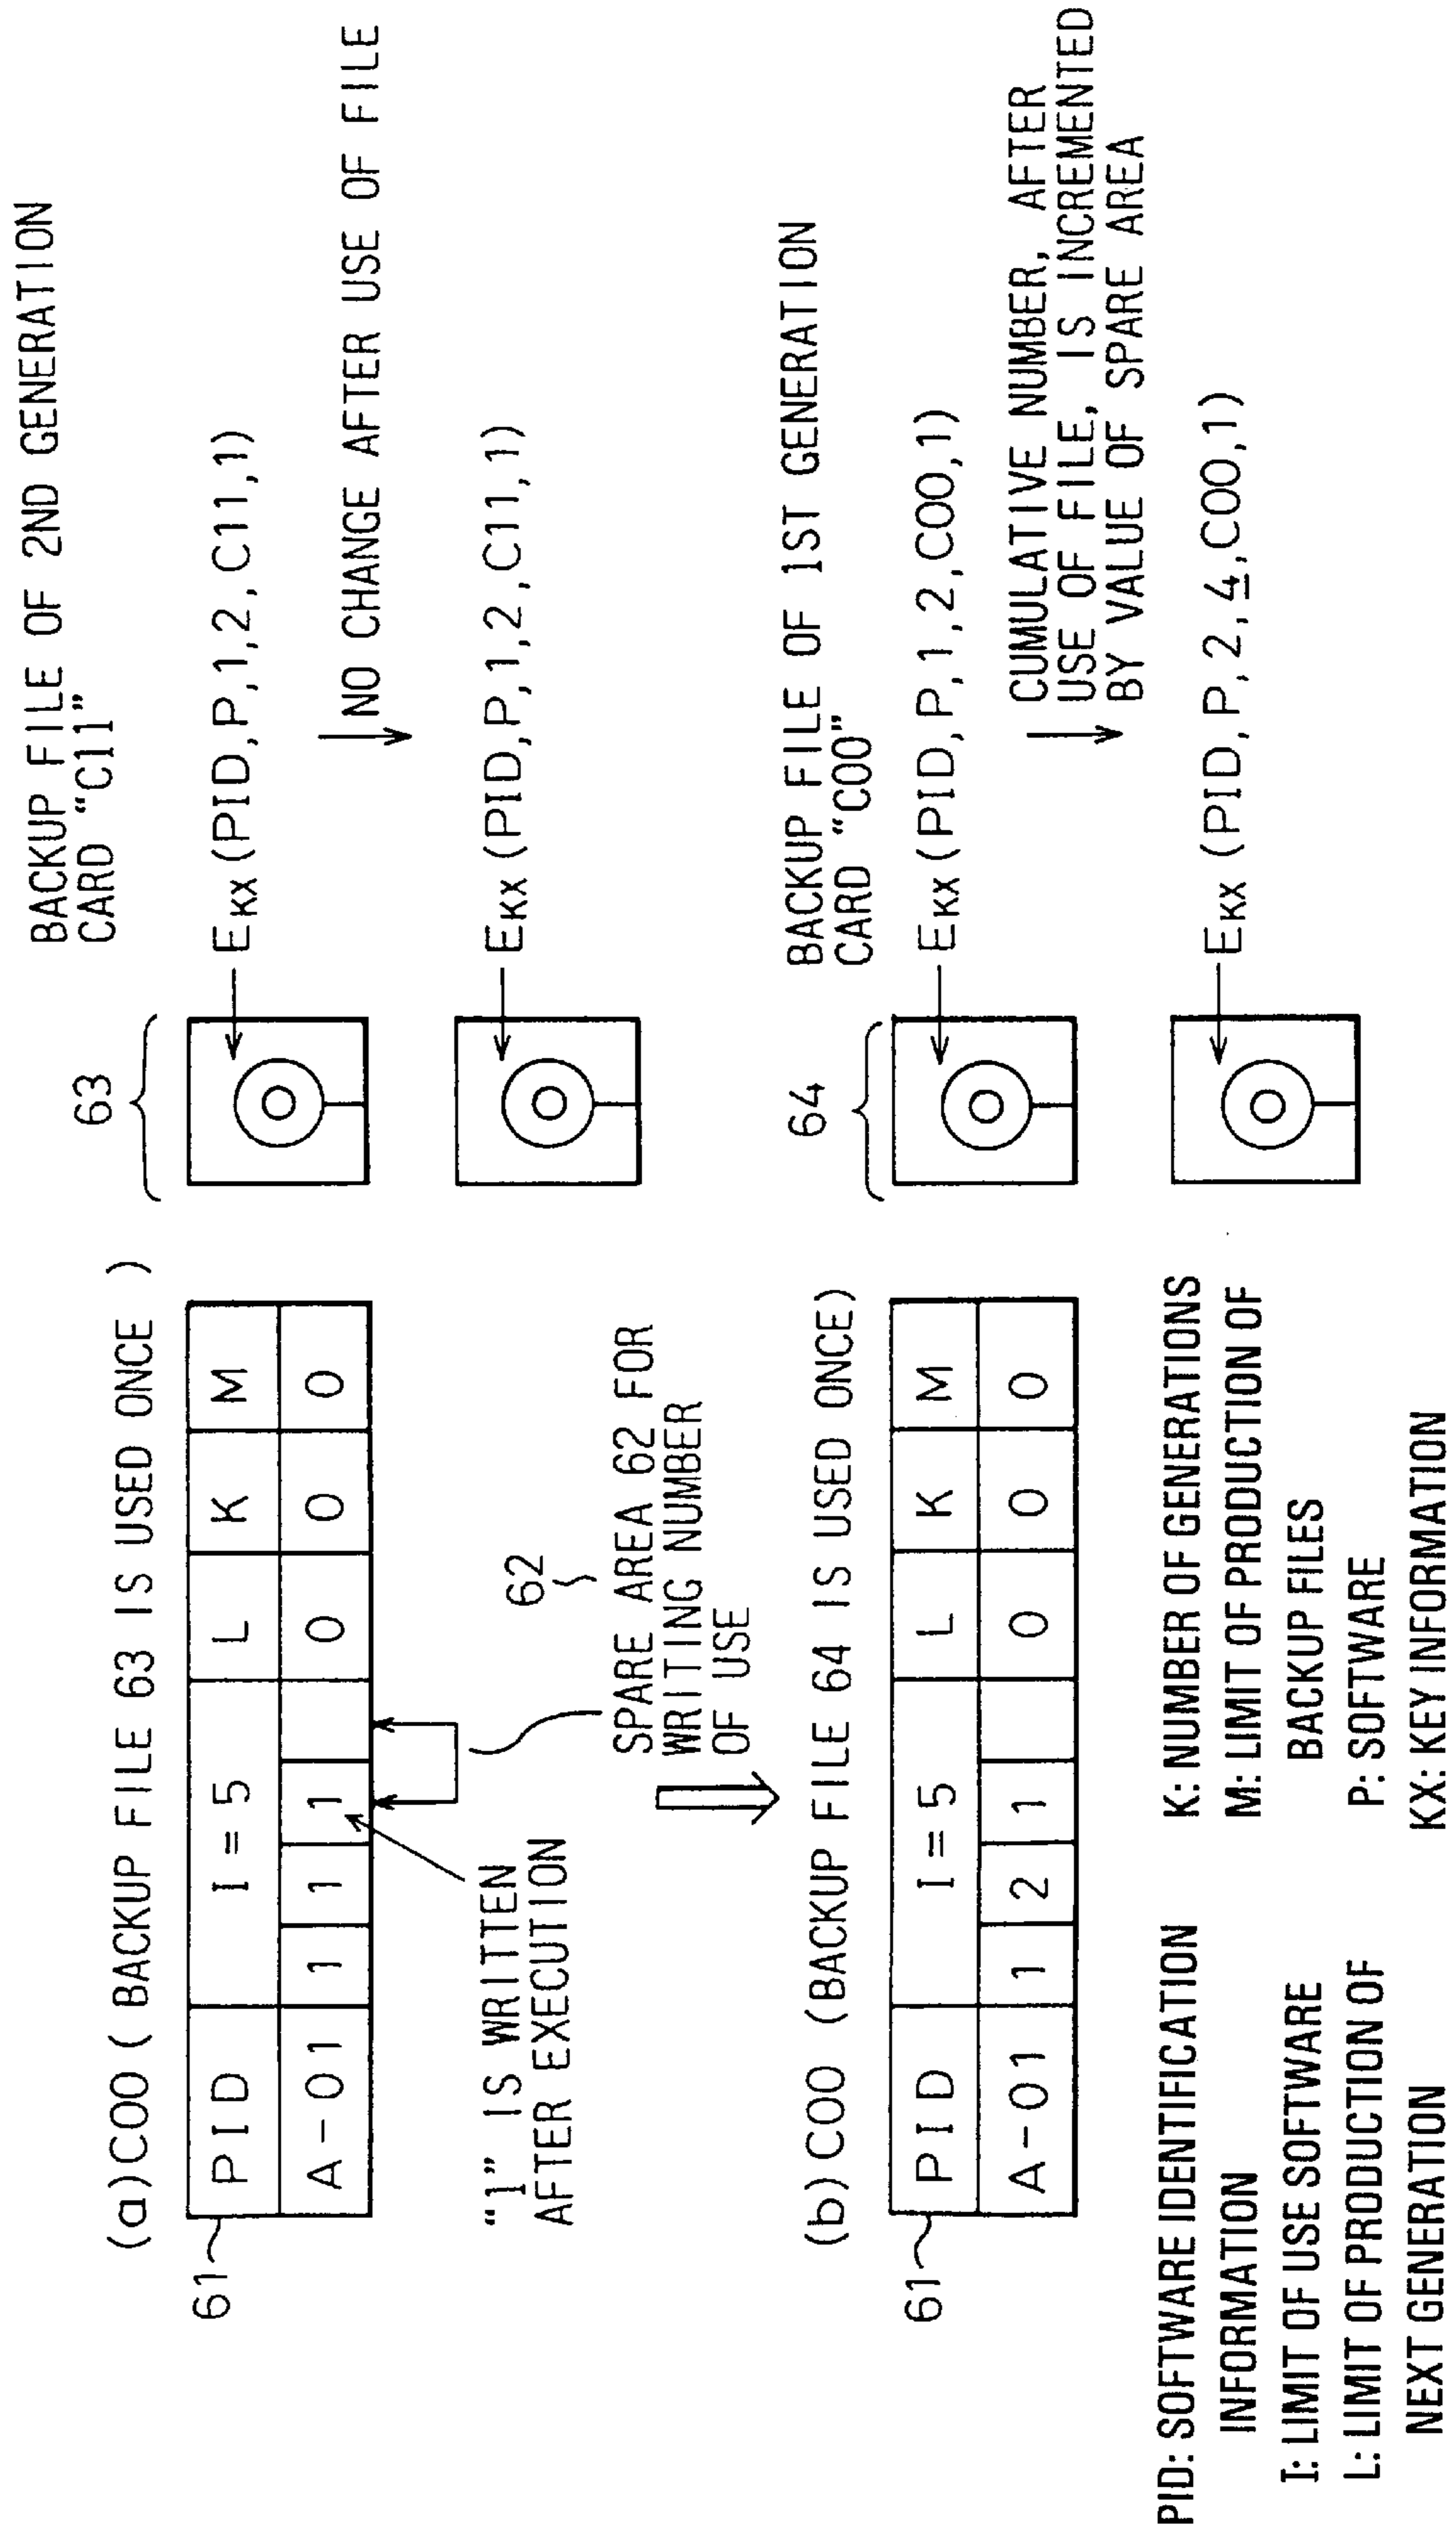 (a) C00 ( BACKUP FILE 63 IS USED ONCE )
61
PID I = 5 L K M
A-01 1 1 1 0 0 0
"1" IS WRITTEN
AFTER EXECUTION
62
SPARE AREA 62 FOR
WRITING NUMBER
OF USE
63
BACKUP FILE OF 2ND GENERATION
CARD "C11"
EKX (PID,P,1,2,C11,1)
NO CHANGE AFTER USE OF FILE
EKX (PID,P,1,2,C11,1)
(b) C00 (BACKUP FILE 64 IS USED ONCE)
61
PID I = 5 L K M
A-01 1 2 1 0 0 0
64
BACKUP FILE OF 1ST GENERATION
CARD "C00"
EKX (PID,P,1,2,C00,1)
CUMULATIVE NUMBER, AFTER
USE OF FILE, IS INCREMENTED
BY VALUE OF SPARE AREA
EKX (PID,P,2,4,C00,1)
PID: SOFTWARE IDENTIFICATION
INFORMATION
I: LIMIT OF USE SOFTWARE
L: LIMIT OF PRODUCTION OF
NEXT GENERATION
K: NUMBER OF GENERATIONS
M: LIMIT OF PRODUCTION OF
BACKUP FILES
P: SOFTWARE
KX: KEY INFORMATION